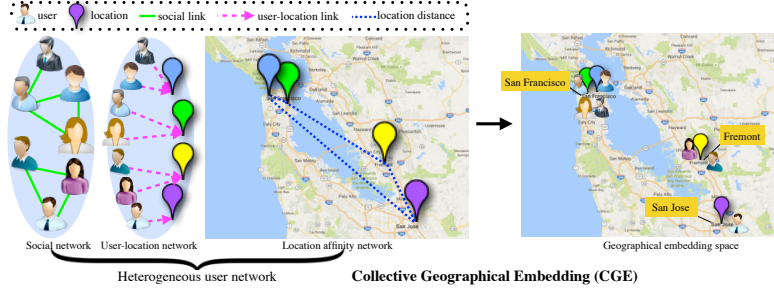 user location social link user-location link location distance
San Francisco
Fremont
San Jose
Social network User-location network Location affinity network Geographical embedding space
Heterogeneous user network Collective Geographical Embedding (CGE)